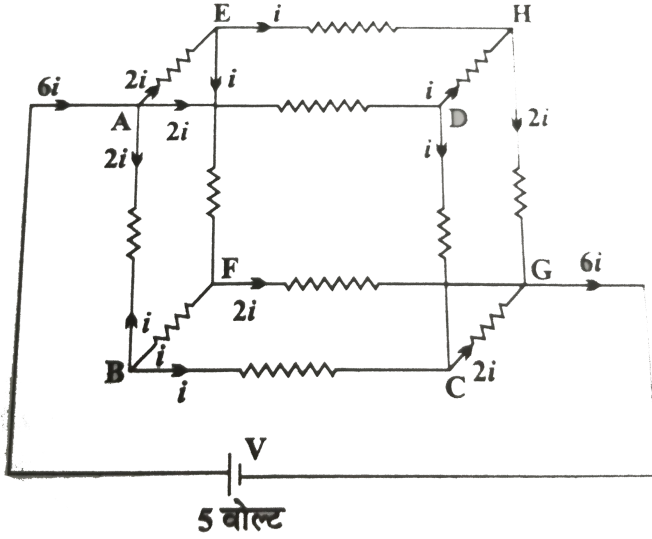 E i H
2i
6i i
A 2i i D
2i i 2i
F G 6i
2i
i
B i
i C 2i
V
5 वोल्ट